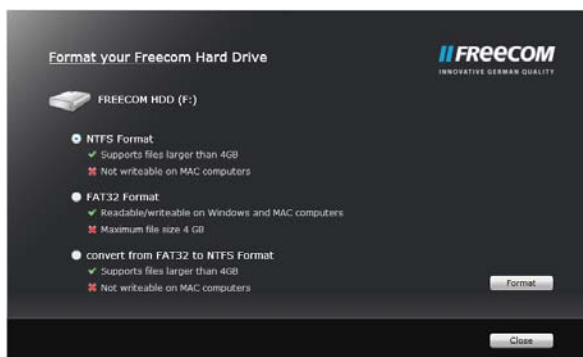 Format your Freecom Hard Drive
FREECOM
INNOVATIVE GERMAN QUALITY
FREECOM HDD (F:)
NTFS Format
Supports files larger than 4GB
Not writeable on MAC computers
FAT32 Format
Readable/writeable on Windows and MAC computers
Maximum file size 4 GB
convert from FAT32 to NTFS Format
Supports files larger than 4GB
Not writeable on MAC computers
Format
Close